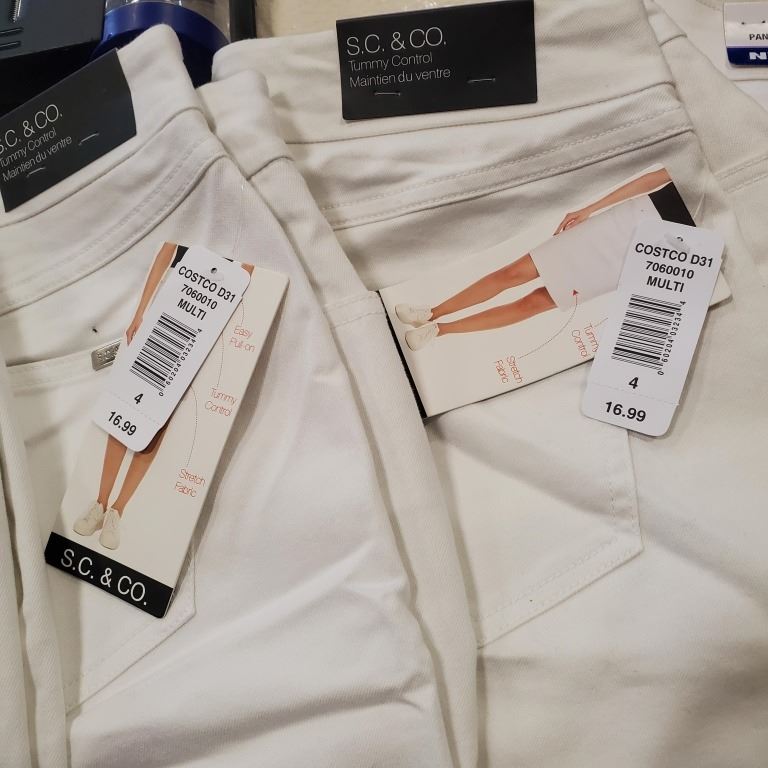 S.C. & CO.
Tummy Control
Maintien du ventre
S.C. & CO.
Tummy Control
Maintien du ventre
PAN
COSTCO D31
7060010
MULTI
4
16.99
Easy
Pull-on
Tummy
Control
Stretch
Fabric
S.C. & CO.
COSTCO D31
7060010
MULTI
4
16.99
Stretch
Fabric
Tummy
Control